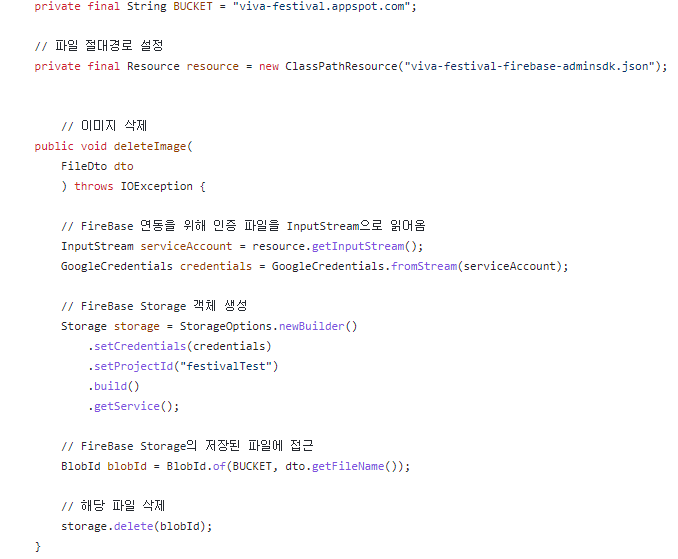 private final String BUCKET = "viva-festival.appspot.com";
// 파일 절대경로 설정
private final Resource resource = new ClassPathResource("viva-festival-firebase-adminsdk.json");
// 이미지 삭제
public void deleteImage(
FileDto dto
) throws IOException {
// FireBase 연동을 위해 인증 파일을 InputStream으로 읽어옴
InputStream serviceAccount = resource.getInputStream();
GoogleCredentials credentials = GoogleCredentials.fromStream(serviceAccount);
// FireBase Storage 객체 생성
Storage storage = StorageOptions.newBuilder()
.setCredentials(credentials)
.setProjectId("festivalTest")
.build()
.getService();
// FireBase Storage의 저장된 파일에 접근
BlobId blobId = BlobId.of(BUCKET, dto.getFileName());
// 해당 파일 삭제
storage.delete(blobId);
}